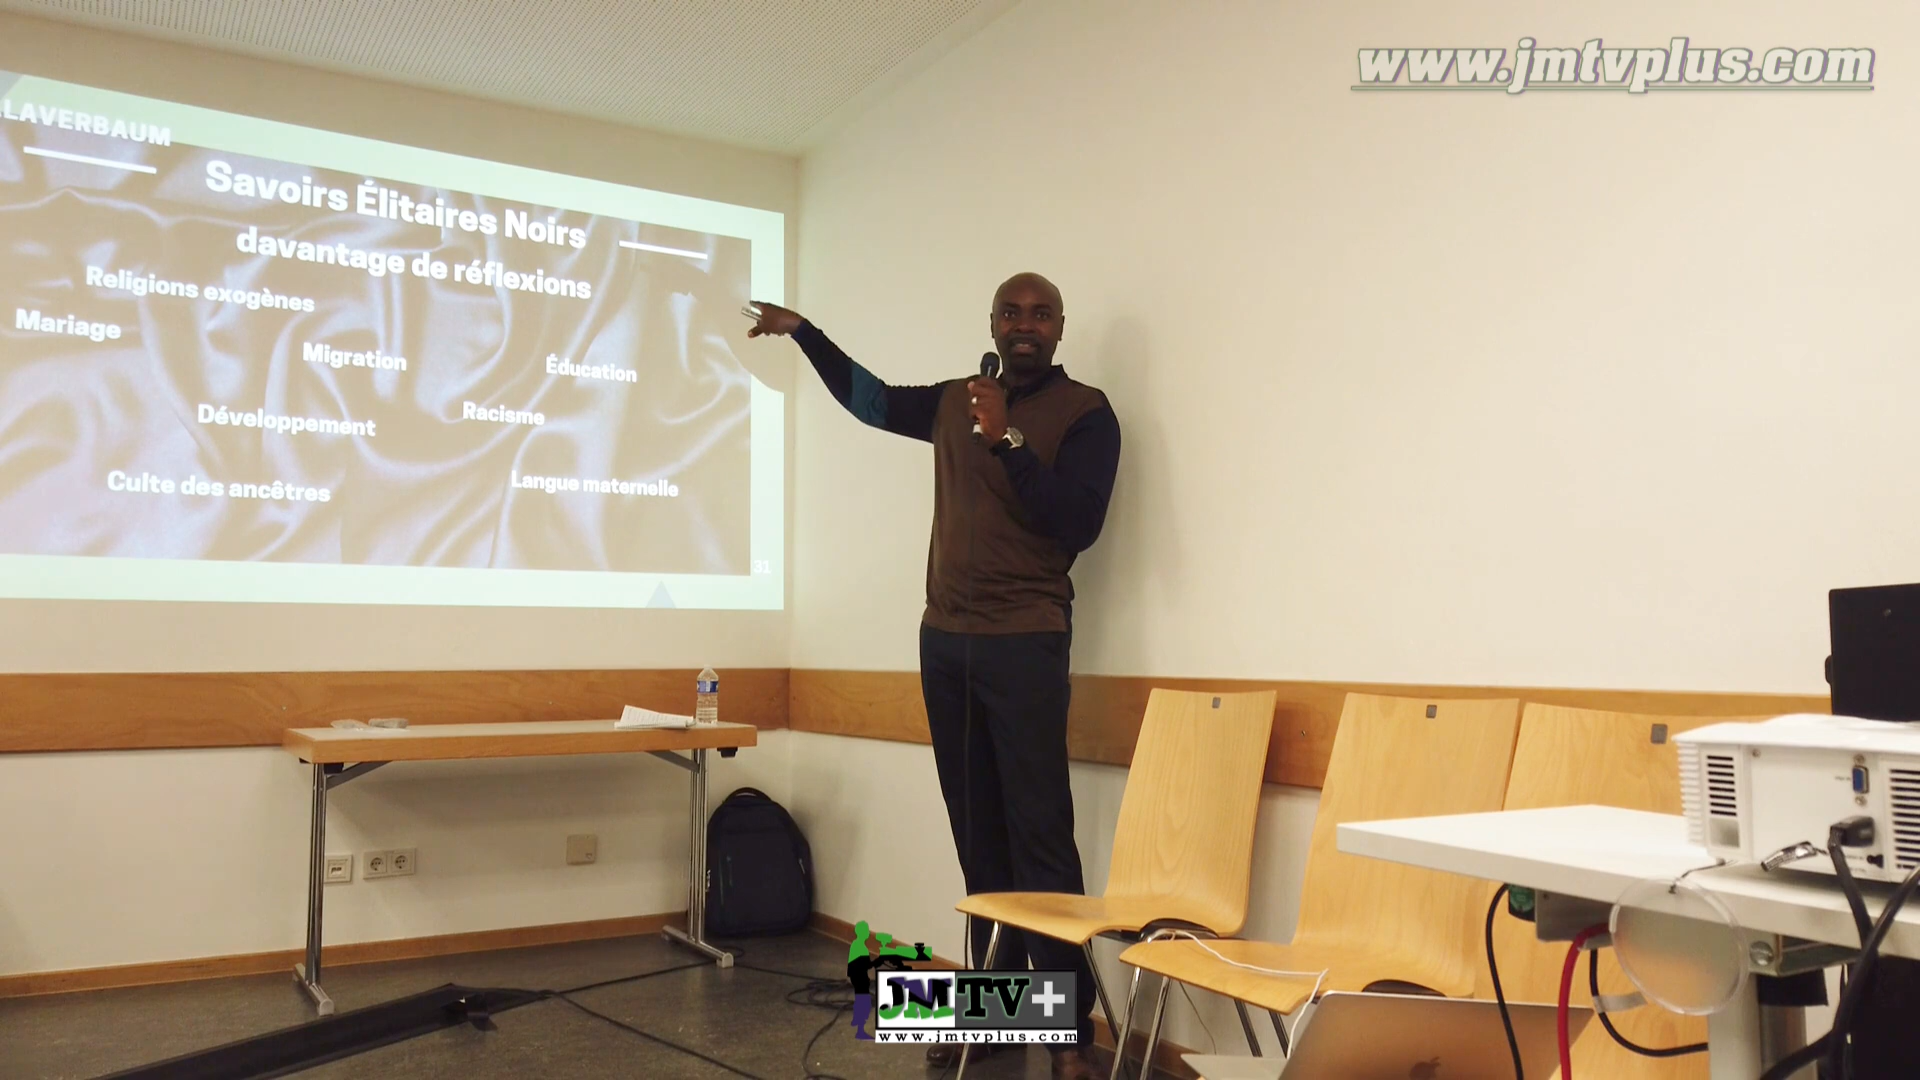 www.jmtvplus.com
LAVERBAUM
Savoirs Élitaires Noirs
davantage de réflexions
Religions exogènes
Mariage
Migration
Éducation
Développement
Racisme
Culte des ancêtres
Langue maternelle
31
JMTV+
www.jmtvplus.com